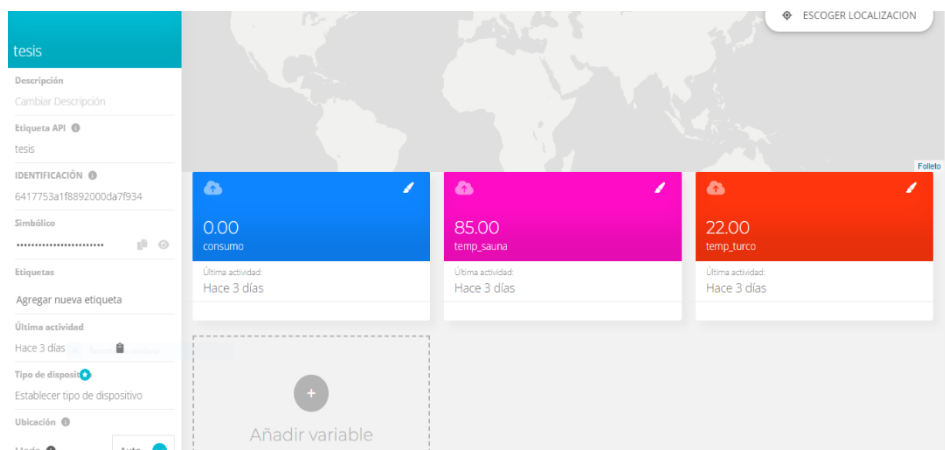 ESCOGER LOCALIZACION
tesis
Descripción
Cambiar Descripción
Etiqueta API
tesis
IDENTIFICACIÓN
6417753a1f8892000da7f934
Simbólico
Etiquetas
Agregar nueva etiqueta
Última actividad
Hace 3 días
Tipo de disposit
Establecer tipo de dispositivo
Ubicación
Folleto
0.00
consumo
Última actividad:
Hace 3 días
85.00
temp_sauna
Última actividad:
Hace 3 días
22.00
temp_turco
Última actividad:
Hace 3 días
Añadir variable